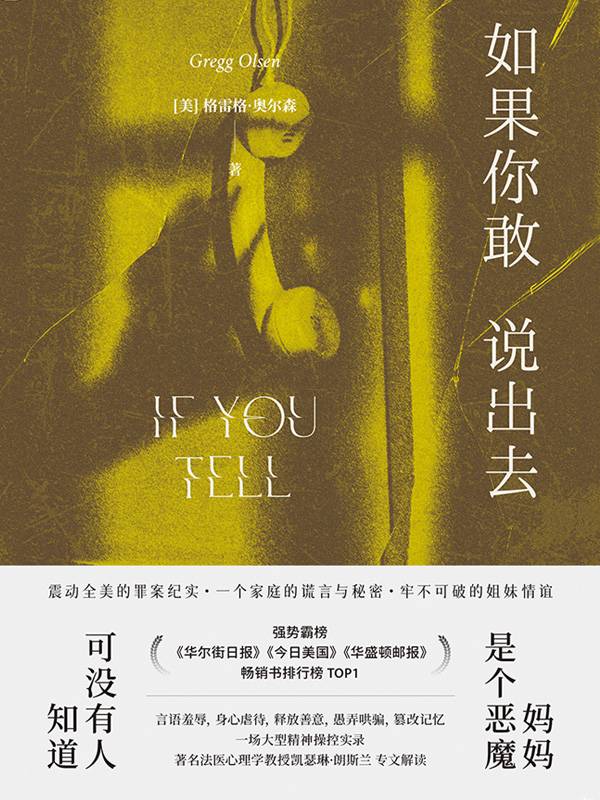 Gregg Olsen
[美] 格雷格·奥尔森
著
如果你敢 说出去
IF YOU
TELL
震动全美的罪案纪实·一个家庭的谎言与秘密·牢不可破的姐妹情谊
妈妈
是个恶魔
强势霸榜
《华尔街日报》《今日美国》《华盛顿邮报》
畅销书排行榜 TOP1
言语羞辱, 身心虐待, 释放善意, 愚弄哄骗, 篡改记忆
一场大型精神操控实录
著名法医心理学教授凯瑟琳·朗斯兰 专文解读
可没有人
知道